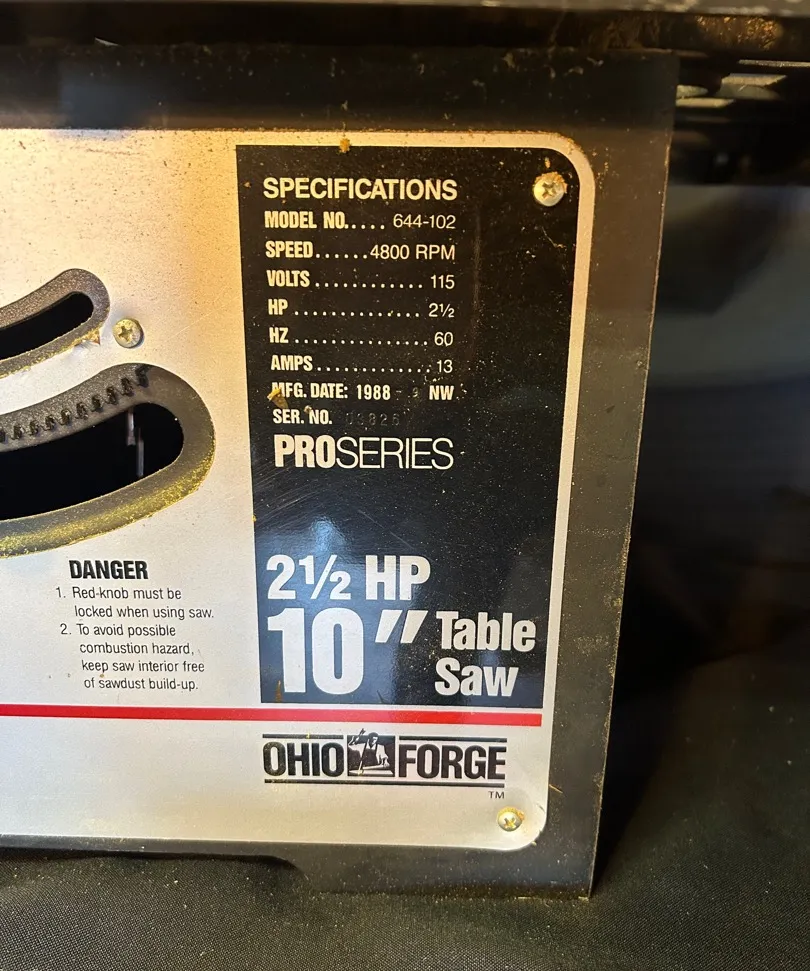 SPECIFICATIONS
MODEL NO..... 644-102
SPEED......4800 RPM
VOLTS............ 115
HP .............. 2½
HZ .............. 60
AMPS............. 13
MFG. DATE: 1988 NW
SER. NO.
PROSERIES
2½ HP
10" Table
Saw
DANGER
1. Red-knob must be
locked when using saw.
2. To avoid possible
combustion hazard,
keep saw interior free
of sawdust build-up.
OHIO FORGE
TM